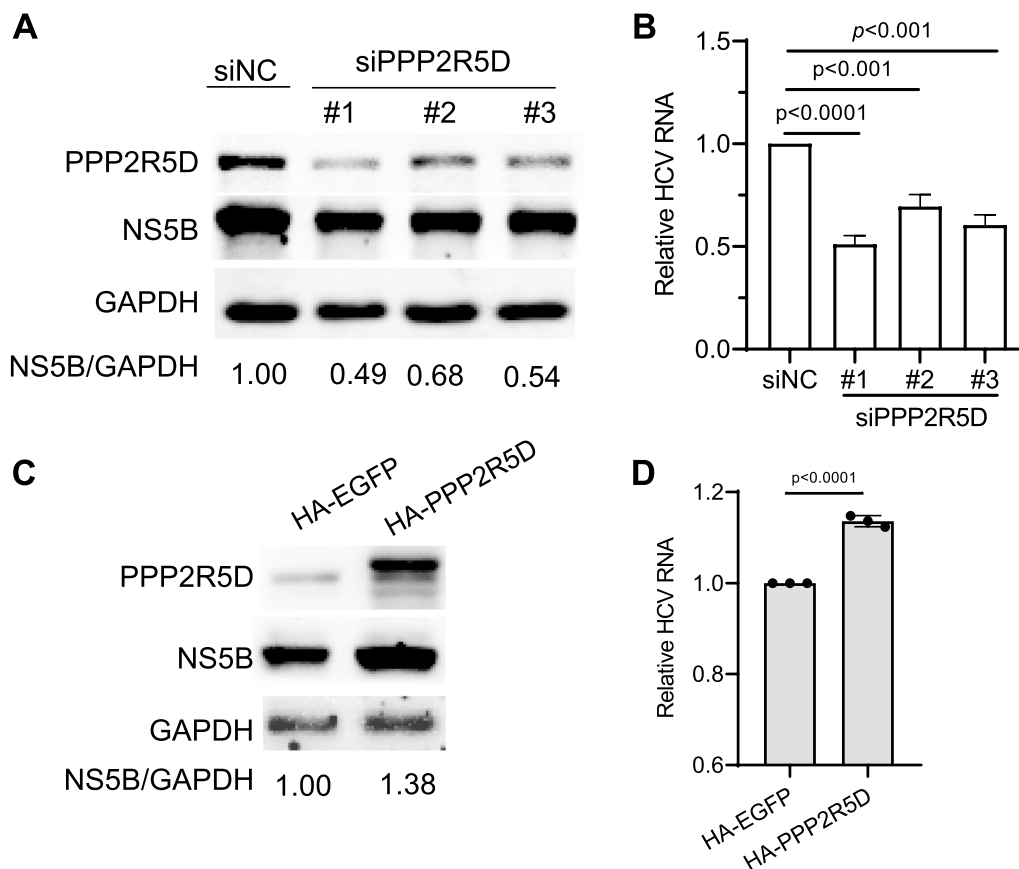 A
siNC
siPPP2R5D
#1 #2 #3
PPP2R5D
NS5B
GAPDH
NS5B/GAPDH 1.00 0.49 0.68 0.54
B
p<0.001
p<0.001
p<0.0001
Relative HCV RNA
1.5
1.0
0.5
0.0
siNC #1 #2 #3
siPPP2R5D
C
HA-EGFP
HA-PPP2R5D
PPP2R5D
NS5B
GAPDH
NS5B/GAPDH 1.00 1.38
D
p<0.0001
Relative HCV RNA
1.2
1.0
0.8
0.6
HA-EGFP
HA-PPP2R5D